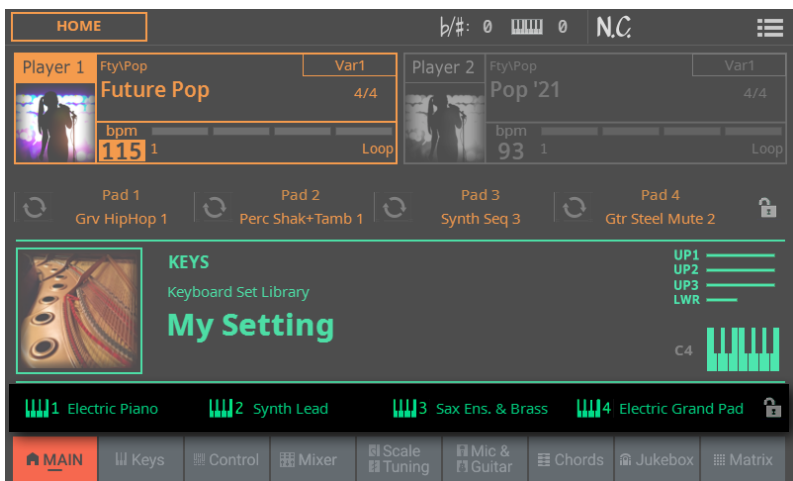 HOME
b/#: 0 0 N.C.
Player 1 Fty\Pop Var1
Future Pop 4/4
bpm
115 1 Loop
Player 2 Fty\Pop Var1
Pop '21 4/4
bpm
93 1 Loop
Pad 1
Grv HipHop 1
Pad 2
Perc Shak+Tamb 1
Pad 3
Synth Seq 3
Pad 4
Gtr Steel Mute 2
KEYS
Keyboard Set Library
My Setting
UP1
UP2
UP3
LWR
C4
1 Electric Piano
2 Synth Lead
3 Sax Ens. & Brass
4 Electric Grand Pad
MAIN
Keys
Control
Mixer
Scale
Tuning
Mic &
Guitar
Chords
Jukebox
Matrix